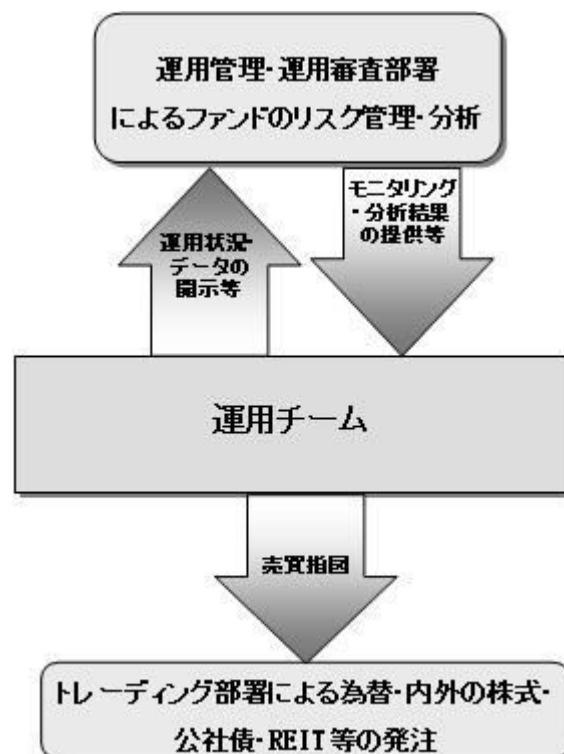 運用管理・運用審査部署
によるファンドのリスク管理・分析
運用状況・
データの
開示等
モニタリング
・分析結果
の提供等
運用チーム
売買指図
トレーディング部署による為替・内外の株式・
公社債・REIT等の発注